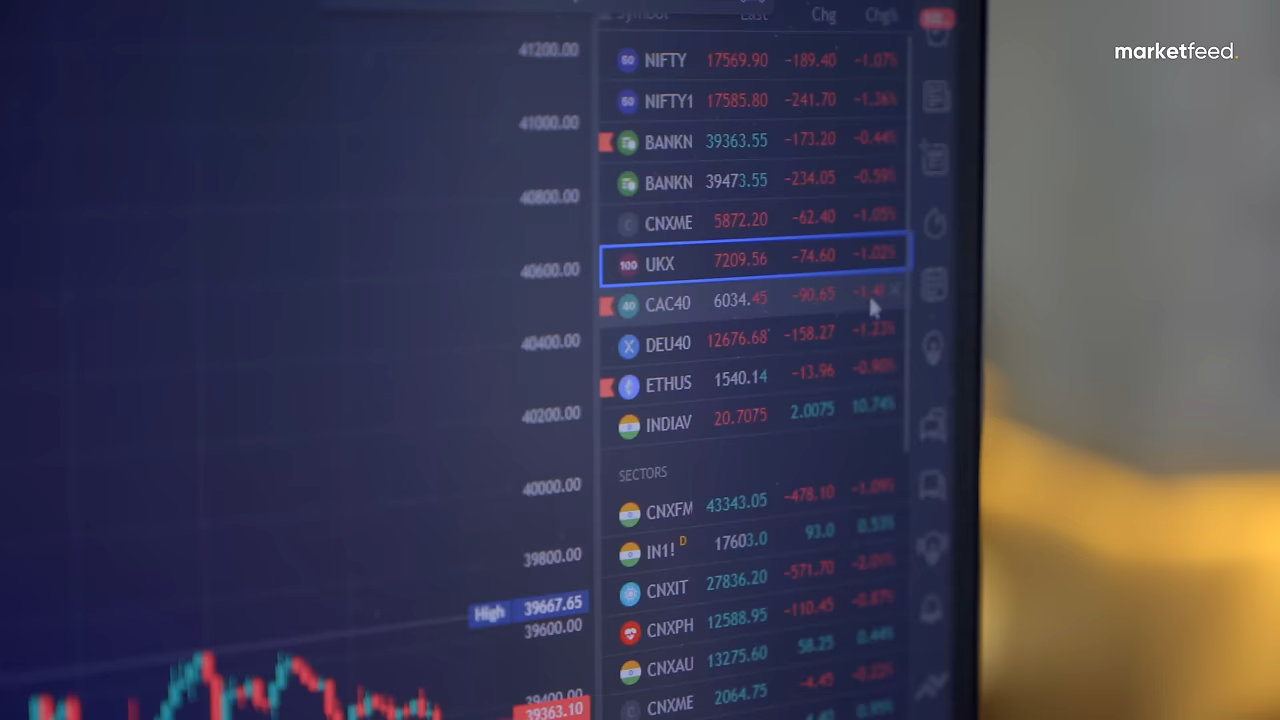 Symbol Last Chg Chg%
marketfeed.
41200.00
41000.00
40800.00
40600.00
40400.00
40200.00
40000.00
39800.00
High 39667.65
39600.00
39400.00
39363.10
NIFTY 17569.90 −189.40 −1.07%
NIFTY1 17585.80 −241.70 −1.36%
BANKN 39363.55 −173.20 −0.44%
BANKN 39473.55 −234.05 −0.59%
CNXME 5872.20 −62.40 −1.05%
100 UKX 7209.56 −74.60 −1.02%
40 CAC40 6034.45 −90.65
DEU40 12676.68 −158.27 −1.23%
ETHUS 1540.14 −13.96 −0.90%
INDIAV 20.7075 2.0075 10.74%
SECTORS
CNXFM 43343.05 −478.10 −1.09%
IN1! D 17603.0 93.0 0.53%
CNXIT 27836.20 −571.70
CNXPH 12588.95 −110.45 −0.87%
CNXAU 13275.60 58.25 0.44%
CNXME 2064.75 −4.45